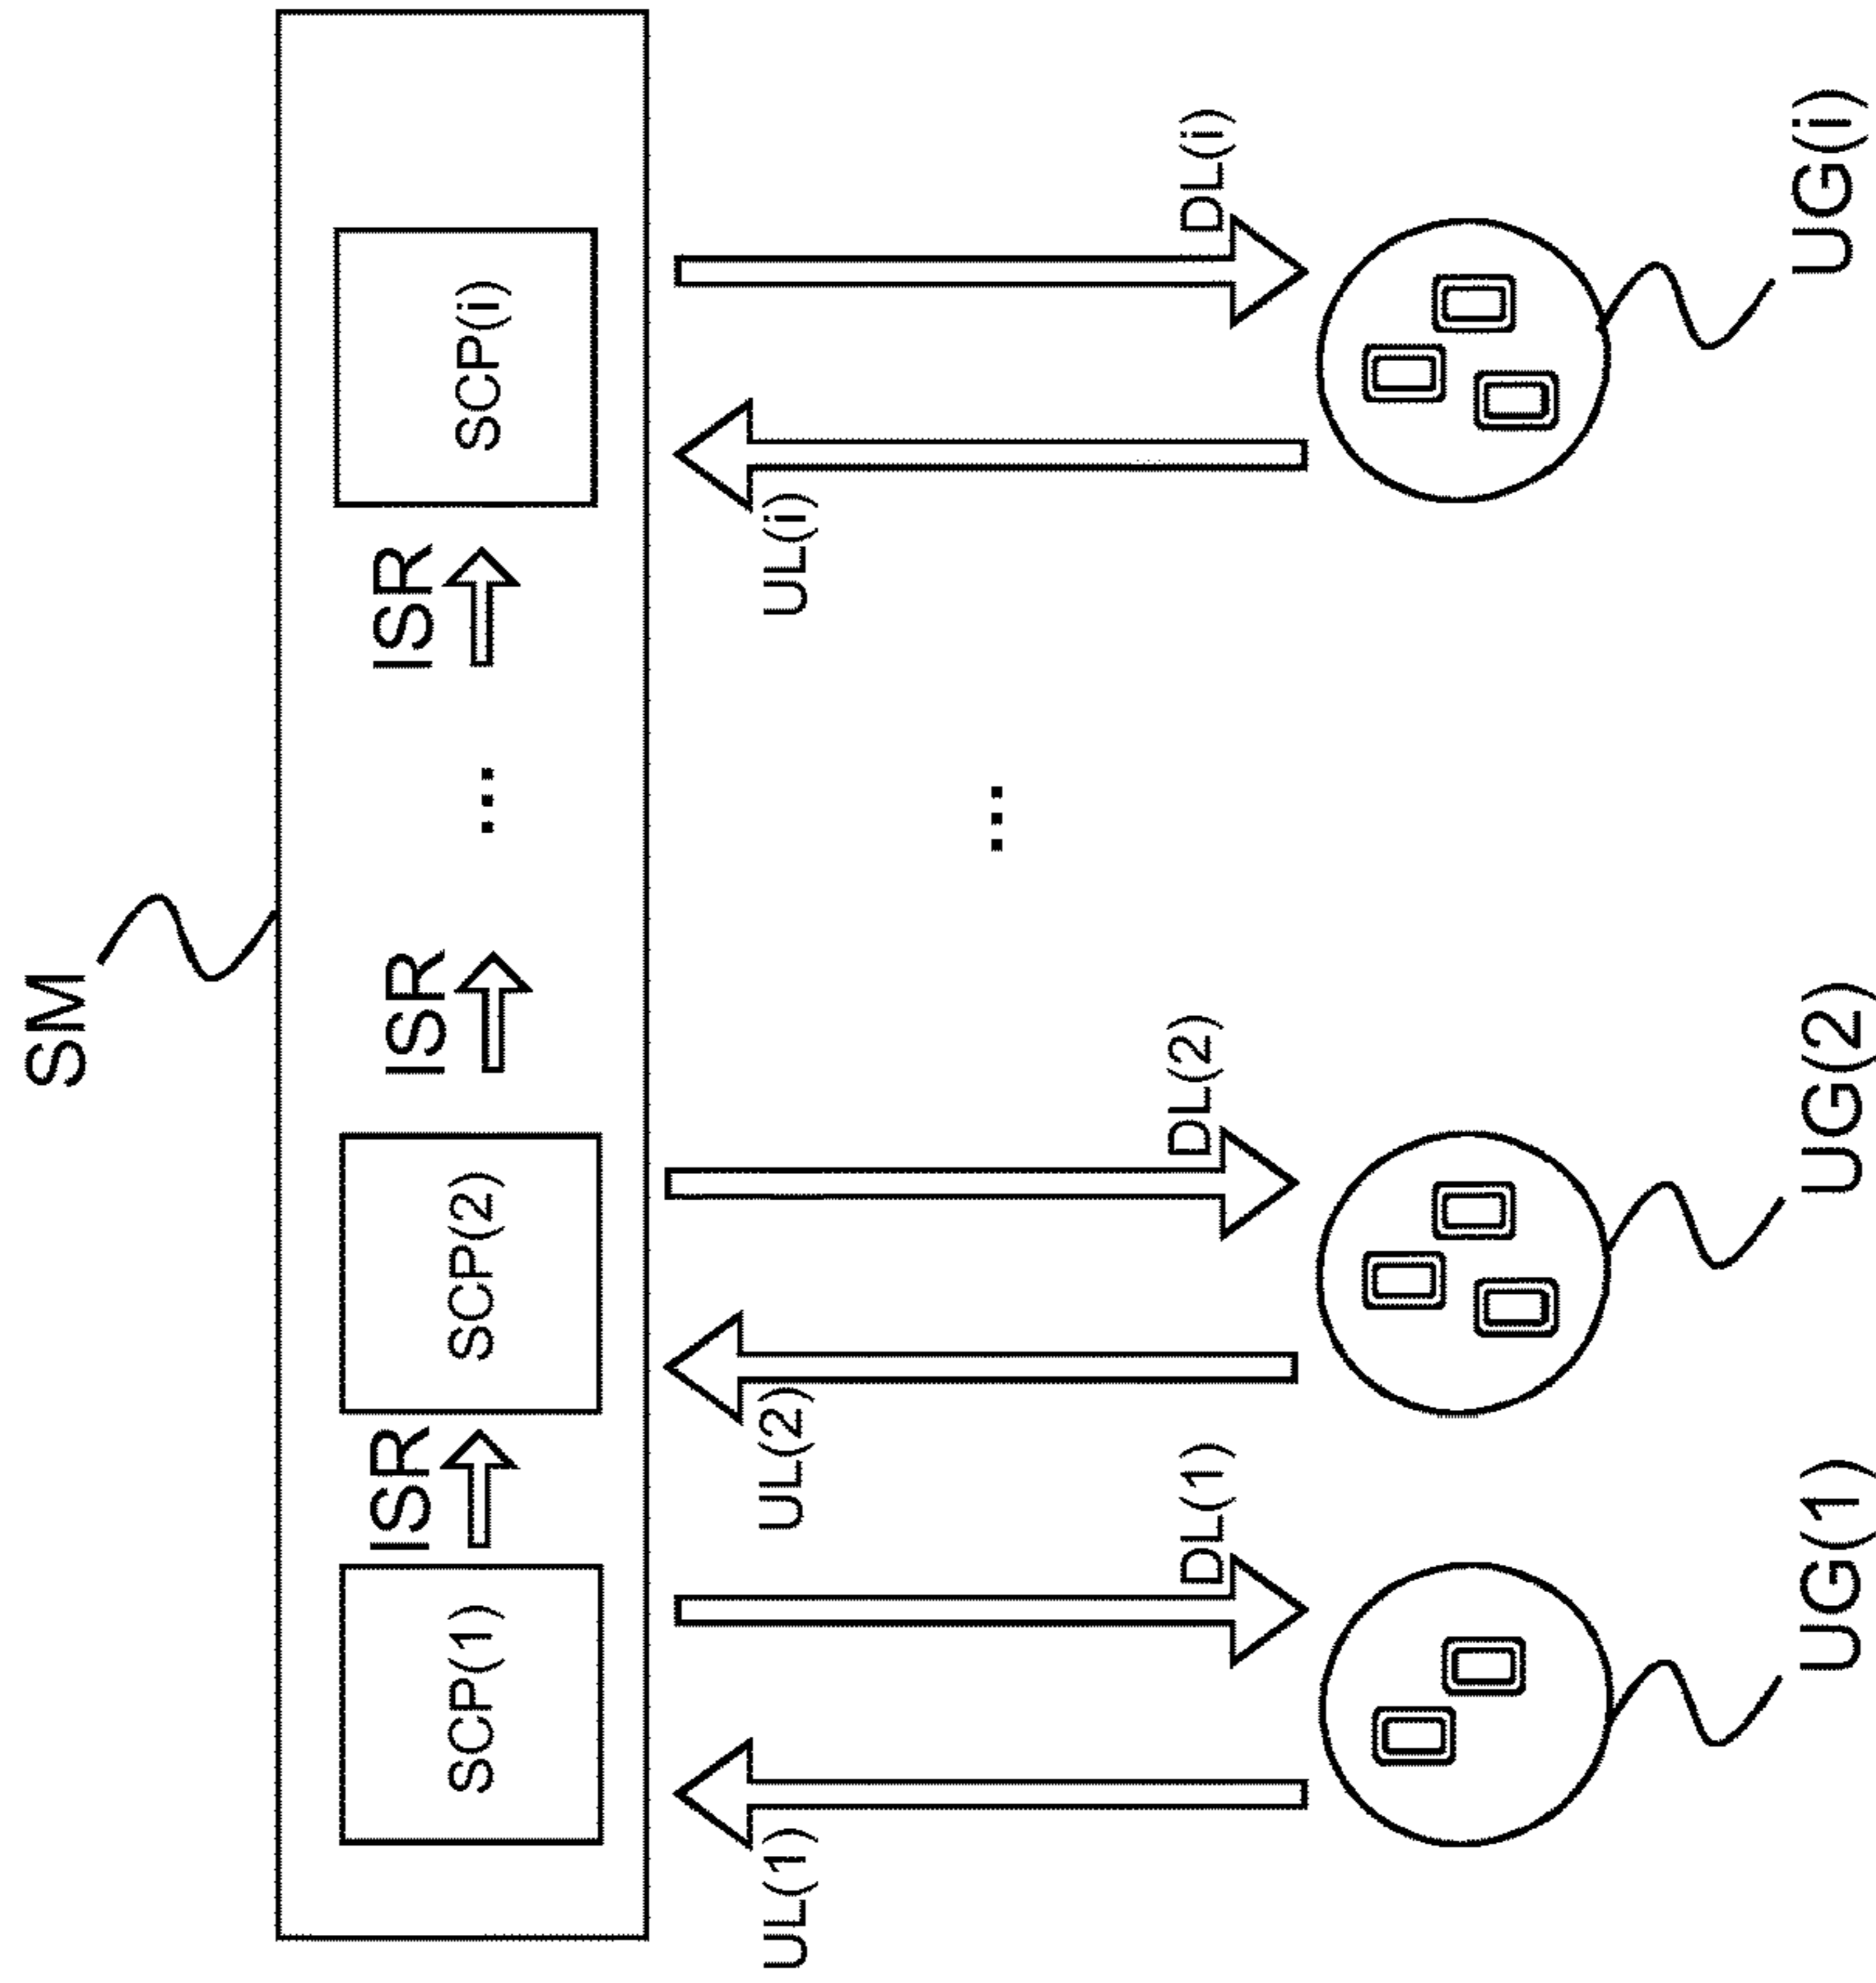 SM
SCP(1)
ISR
SCP(2)
ISR
...
ISR
SCP(i)
UL(1)
DL(1)
UL(2)
DL(2)
...
UL(i)
DL(i)
UG(1)
UG(2)
UG(i)